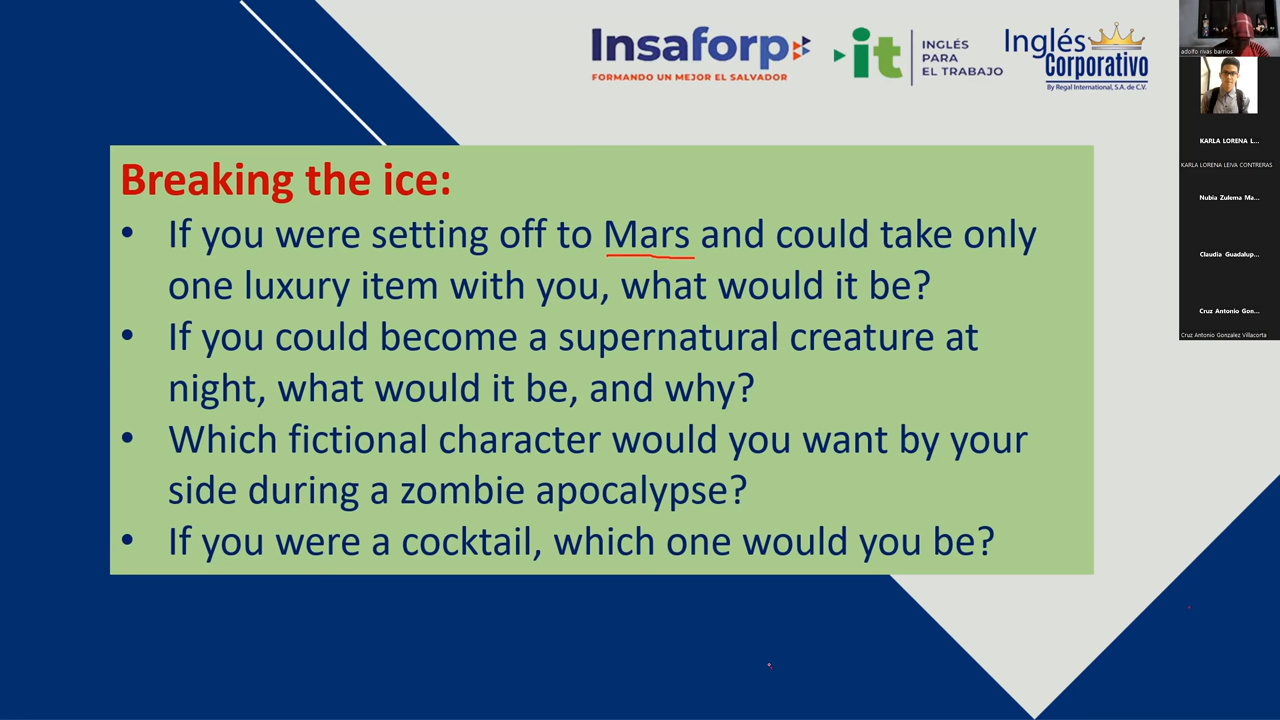 Insaforp
FORMANDO UN MEJOR EL SALVADOR
it
INGLÉS
PARA
EL TRABAJO
Inglés
Corporativo
By Regal International, S.A. de C.V.
Breaking the ice:
• If you were setting off to Mars and could take only
one luxury item with you, what would it be?
• If you could become a supernatural creature at
night, what would it be, and why?
• Which fictional character would you want by your
side during a zombie apocalypse?
• If you were a cocktail, which one would you be?
adolfo rivas barrios
KARLA LORENA L...
KARLA LORENA LEIVA CONTRERAS
Nubia Zulema Ma...
Claudia Guadalup...
Cruz Antonio Gon...
Cruz Antonio Gonzalez Villacorta